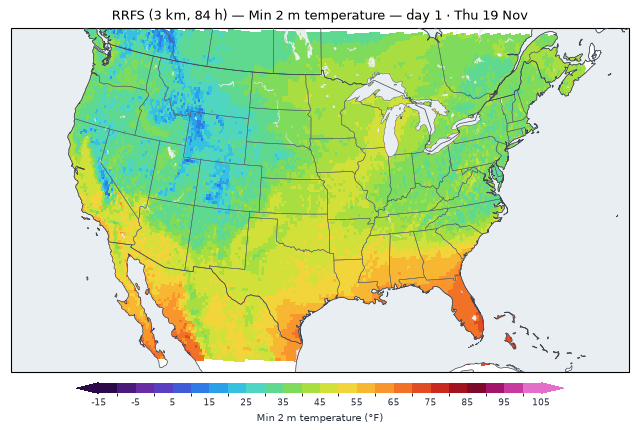 RRFS (3 km, 84 h) — Min 2 m temperature — day 1 · Thu 19 Nov
-15 -5 5 15 25 35 45 55 65 75 85 95 105
Min 2 m temperature (°F)